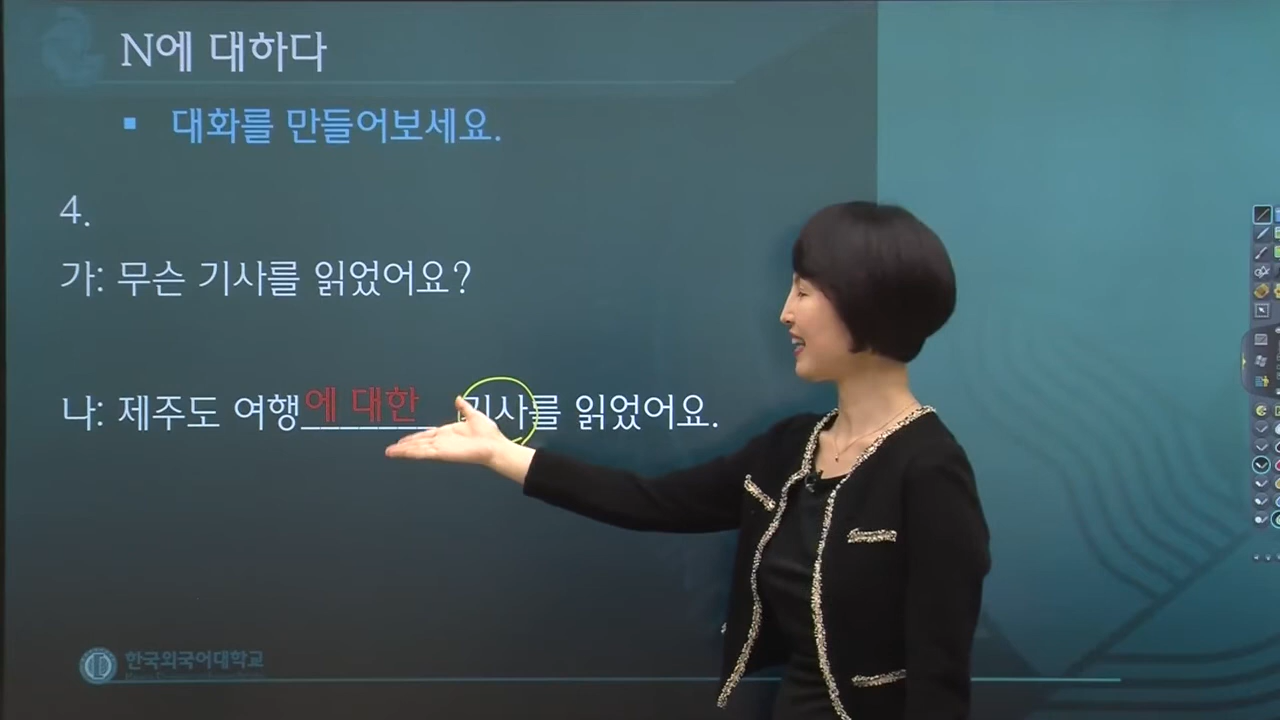 N에 대하다
▪ 대화를 만들어보세요.
4.
가: 무슨 기사를 읽었어요?
나: 제주도 여행에 대한 기사를 읽었어요.
한국외국어대학교